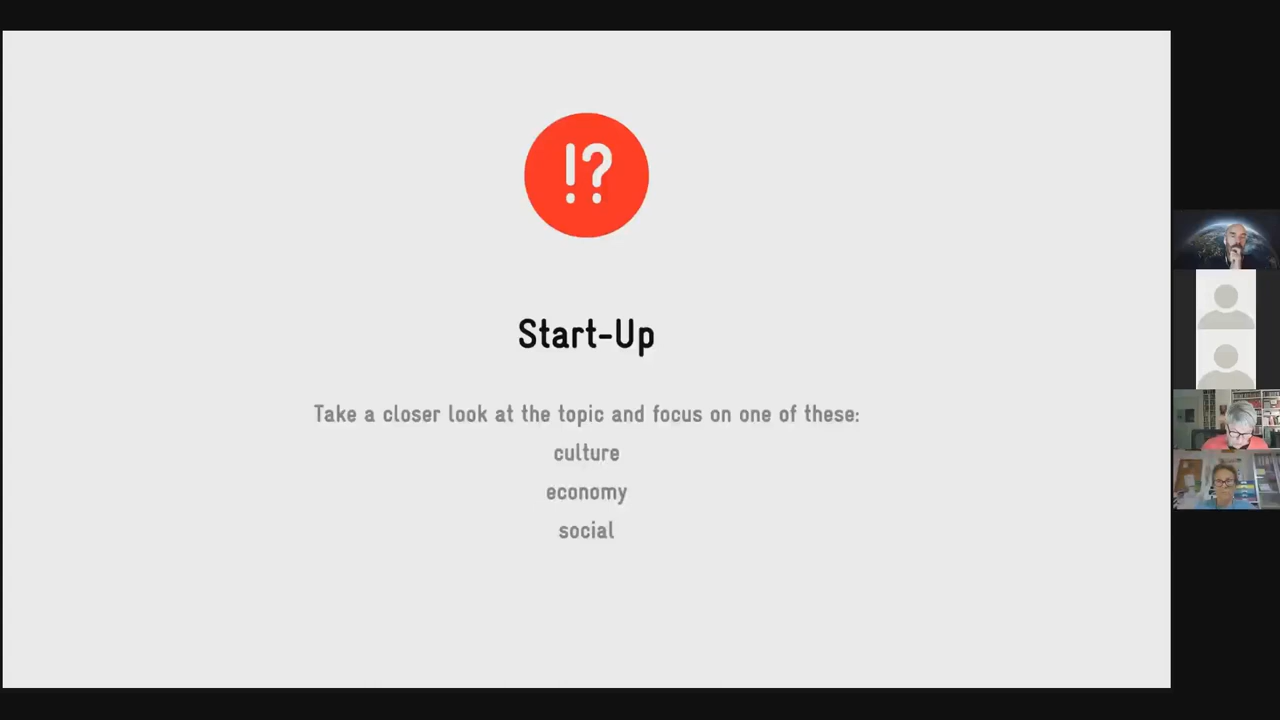 !?
Start-Up
Take a closer look at the topic and focus on one of these:
culture
economy
social